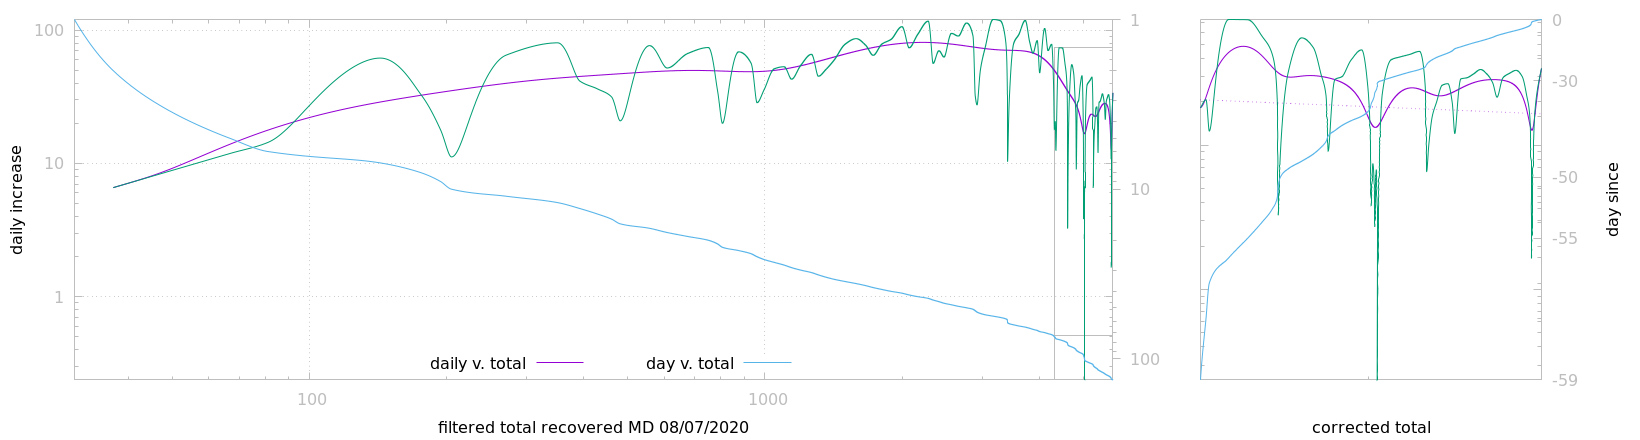 100
10
1
daily increase
100
1000
filtered total recovered MD 08/07/2020
daily v. total
day v. total
1
10
100
0
-30
-50
-55
-59
day since
corrected total